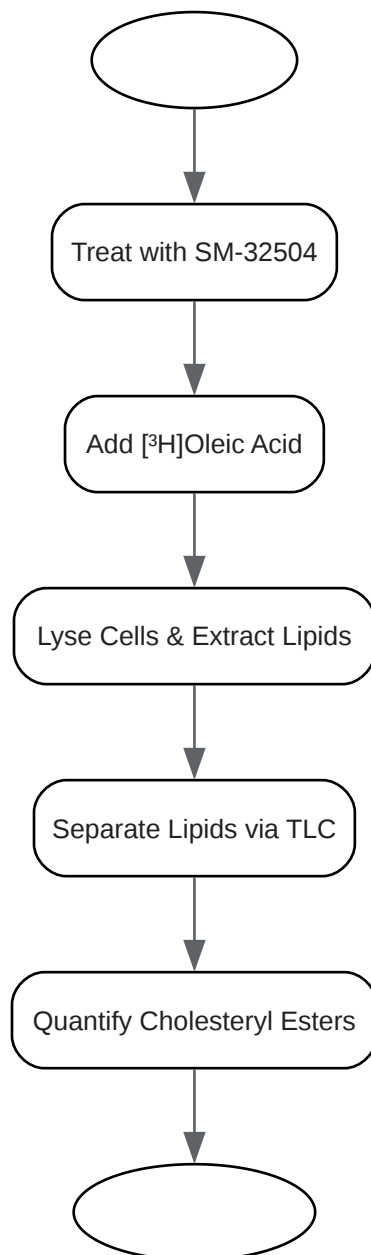 Treat with SM-32504
Add [³H]Oleic Acid
Lyse Cells & Extract Lipids
Separate Lipids via TLC
Quantify Cholesteryl Esters